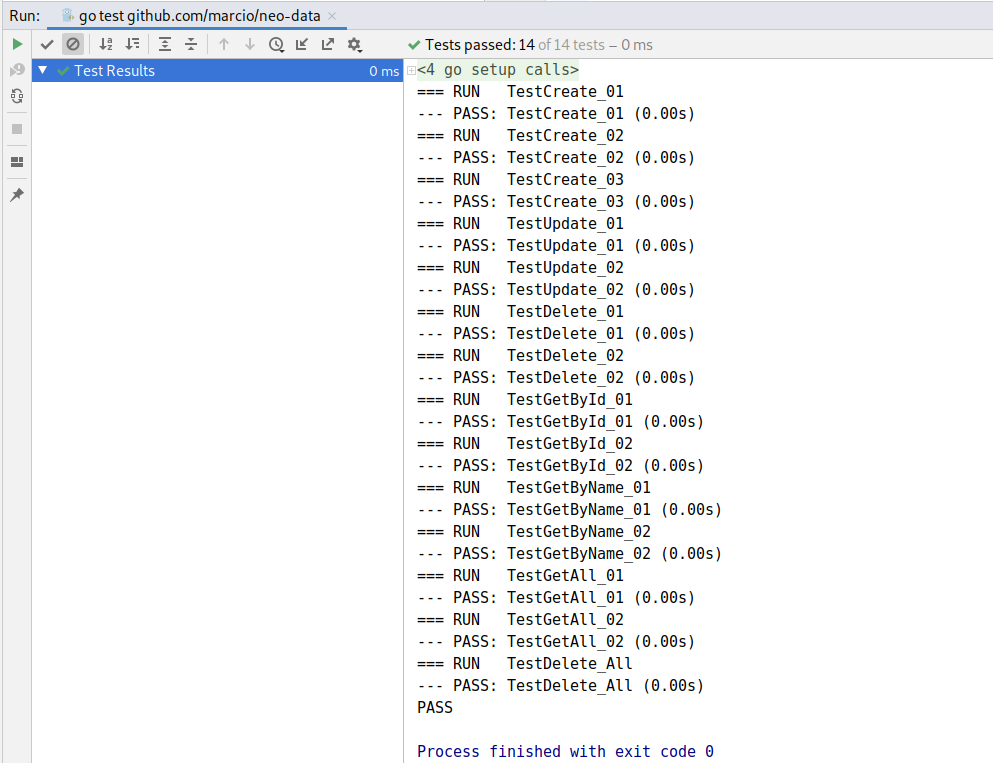 Run: go test github.com/marcio/neo-data
Tests passed: 14 of 14 tests – 0 ms
Test Results 0 ms
<4 go setup calls>
=== RUN   TestCreate_01
--- PASS: TestCreate_01 (0.00s)
=== RUN   TestCreate_02
--- PASS: TestCreate_02 (0.00s)
=== RUN   TestCreate_03
--- PASS: TestCreate_03 (0.00s)
=== RUN   TestUpdate_01
--- PASS: TestUpdate_01 (0.00s)
=== RUN   TestUpdate_02
--- PASS: TestUpdate_02 (0.00s)
=== RUN   TestDelete_01
--- PASS: TestDelete_01 (0.00s)
=== RUN   TestDelete_02
--- PASS: TestDelete_02 (0.00s)
=== RUN   TestGetById_01
--- PASS: TestGetById_01 (0.00s)
=== RUN   TestGetById_02
--- PASS: TestGetById_02 (0.00s)
=== RUN   TestGetByName_01
--- PASS: TestGetByName_01 (0.00s)
=== RUN   TestGetByName_02
--- PASS: TestGetByName_02 (0.00s)
=== RUN   TestGetAll_01
--- PASS: TestGetAll_01 (0.00s)
=== RUN   TestGetAll_02
--- PASS: TestGetAll_02 (0.00s)
=== RUN   TestDelete_All
--- PASS: TestDelete_All (0.00s)
PASS
Process finished with exit code 0